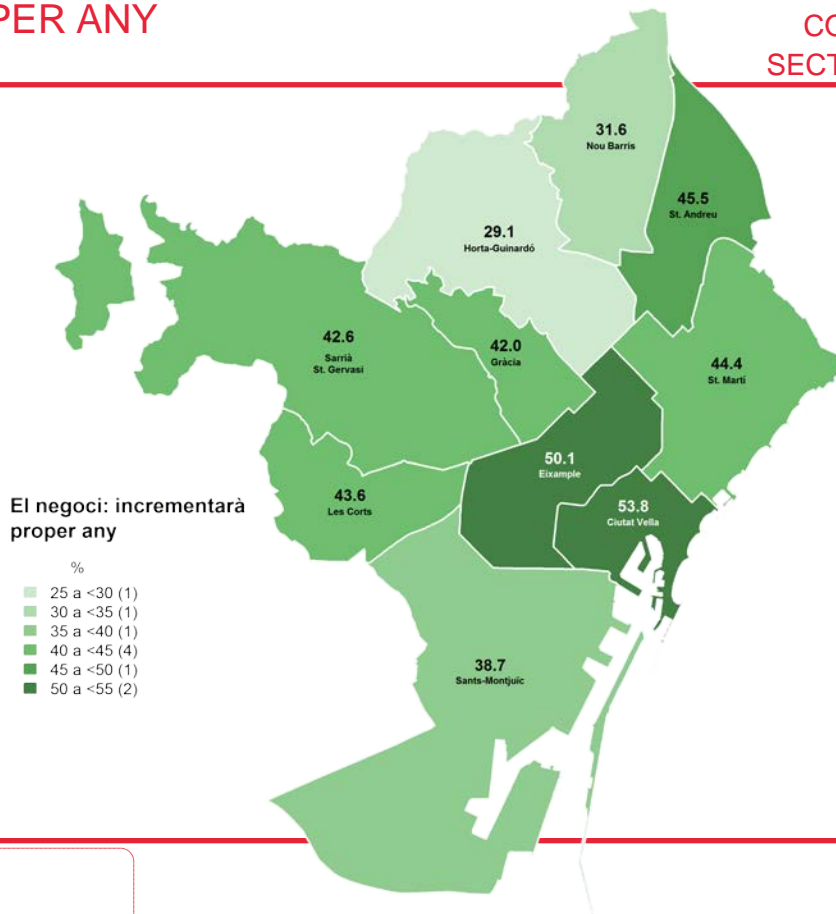 PER ANY
CO
SECT
31.6
Nou Barris
45.5
St. Andreu
29.1
Horta-Guinardó
42.6
Sarrià
St. Gervasi
42.0
Gràcia
44.4
St. Martí
50.1
Eixample
53.8
Ciutat Vella
43.6
Les Corts
38.7
Sants-Montjuïc
El negoci: incrementarà
proper any
%
25 a <30 (1)
30 a <35 (1)
35 a <40 (1)
40 a <45 (4)
45 a <50 (1)
50 a <55 (2)